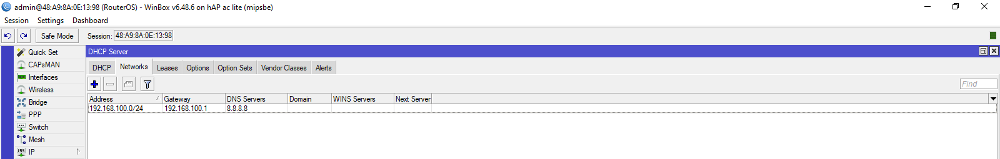 admin@48:A9:8A:0E:13:98 (RouterOS) - WinBox v6.48.6 on hAP ac lite (mipsbe)
Session Settings Dashboard
Safe Mode Session: 48:A9:8A:0E:13:98
Quick Set
CAPsMAN
Interfaces
Wireless
Bridge
PPP
Switch
Mesh
255
IP
DHCP Server
DHCP Networks Leases Options Option Sets Vendor Classes Alerts
Find
Address Gateway DNS Servers Domain WINS Servers Next Server
192.168.100.0/24 192.168.100.1 8.8.8.8